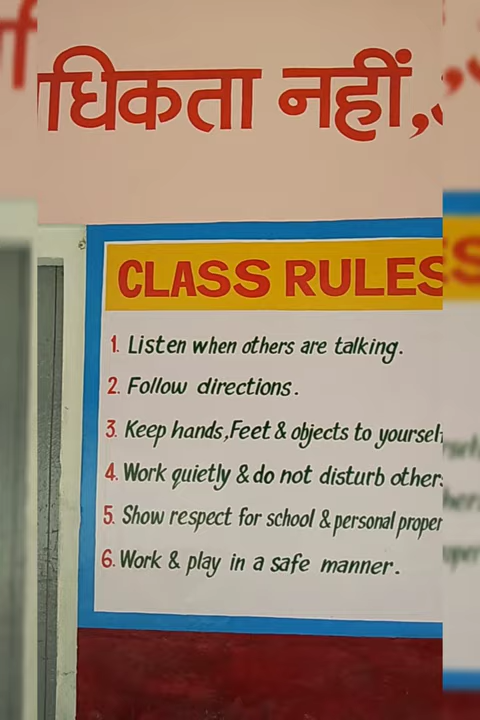 धिकता नहीं,
CLASS RULES
1. Listen when others are talking.
2. Follow directions.
3. Keep hands, Feet & objects to yourself
4. Work quietly & do not disturb others
5. Show respect for school & personal proper
6. Work & play in a safe manner.